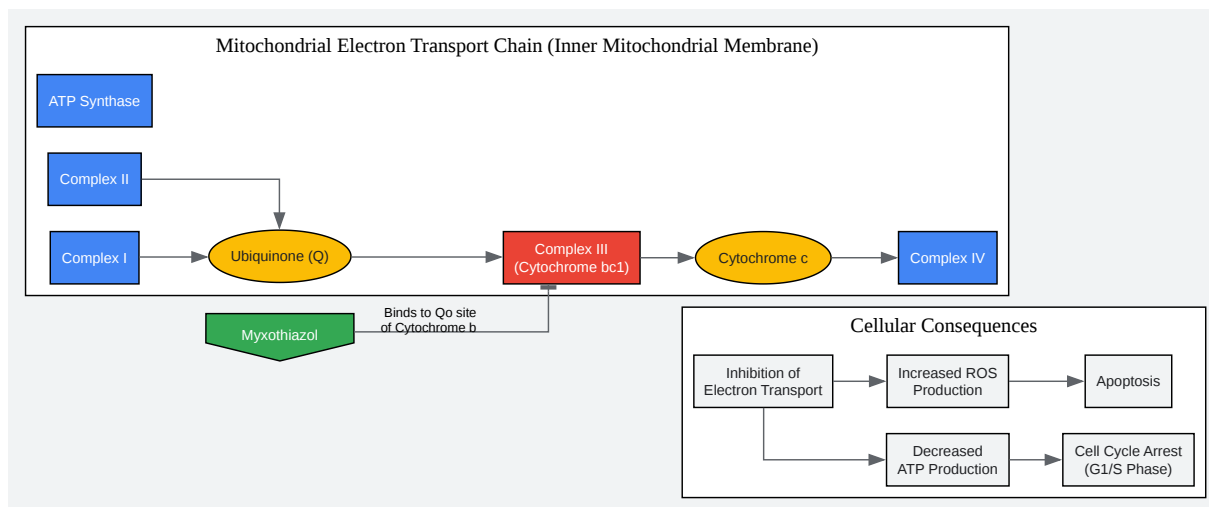 Mitochondrial Electron Transport Chain (Inner Mitochondrial Membrane)
ATP Synthase
Complex II
Complex I
Ubiquinone (Q)
Complex III
(Cytochrome bc1)
Cytochrome c
Complex IV
Myxothiazol
Binds to Qo site
of Cytochrome b
Cellular Consequences
Inhibition of
Electron Transport
Increased ROS
Production
Apoptosis
Decreased
ATP Production
Cell Cycle Arrest
(G1/S Phase)